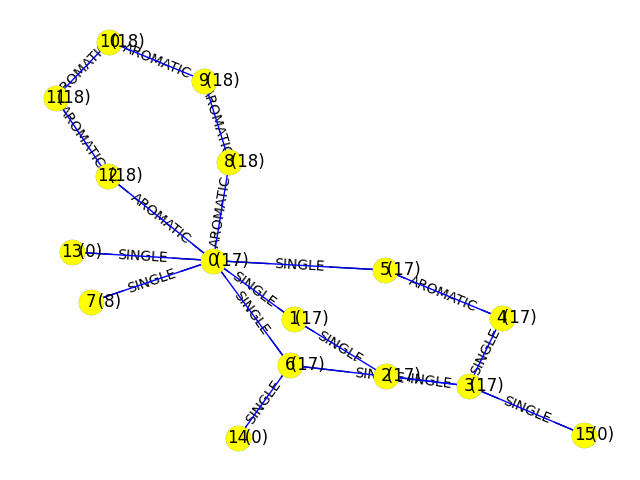 10(18)
AROMATIC
AROMATIC
9(18)
11(18)
AROMATIC
AROMATIC
8(18)
12(18)
AROMATIC
AROMATIC
13(0)
SINGLE
0(17)
SINGLE
5(17)
SINGLE
7(8)
SINGLE
AROMATIC
SINGLE
1(17)
4(17)
SINGLE
SINGLE
6(17)
SINGLE
2(17)
SINGLE
3(17)
SINGLE
SINGLE
14(0)
15(0)